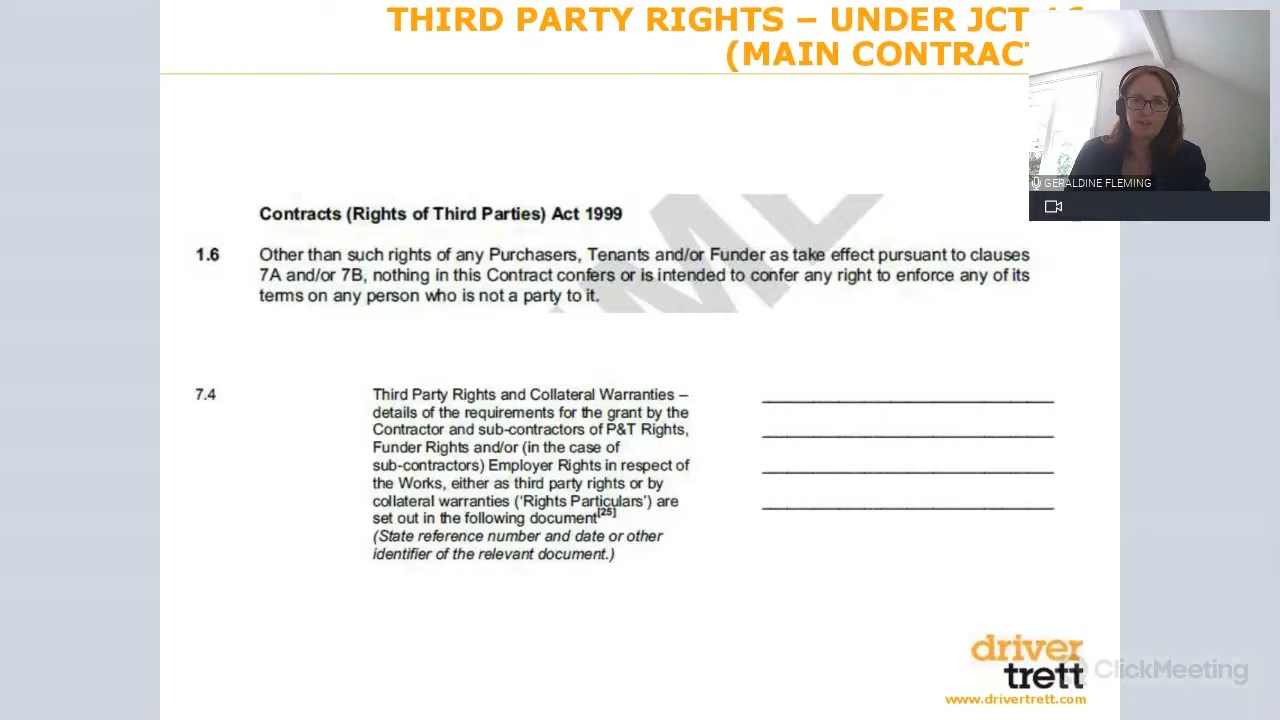 THIRD PARTY RIGHTS – UNDER JCT
(MAIN CONTRACT
GERALDINE FLEMING
Contracts (Rights of Third Parties) Act 1999
1.6 Other than such rights of any Purchasers, Tenants and/or Funder as take effect pursuant to clauses
7A and/or 7B, nothing in this Contract confers or is intended to confer any right to enforce any of its
terms on any person who is not a party to it.
7.4 Third Party Rights and Collateral Warranties –
details of the requirements for the grant by the
Contractor and sub-contractors of P&T Rights,
Funder Rights and/or (in the case of
sub-contractors) Employer Rights in respect of
the Works, either as third party rights or by
collateral warranties (‘Rights Particulars’) are
set out in the following document[25]
(State reference number and date or other
identifier of the relevant document.)
driver
trett
ClickMeeting
www.drivertrett.com